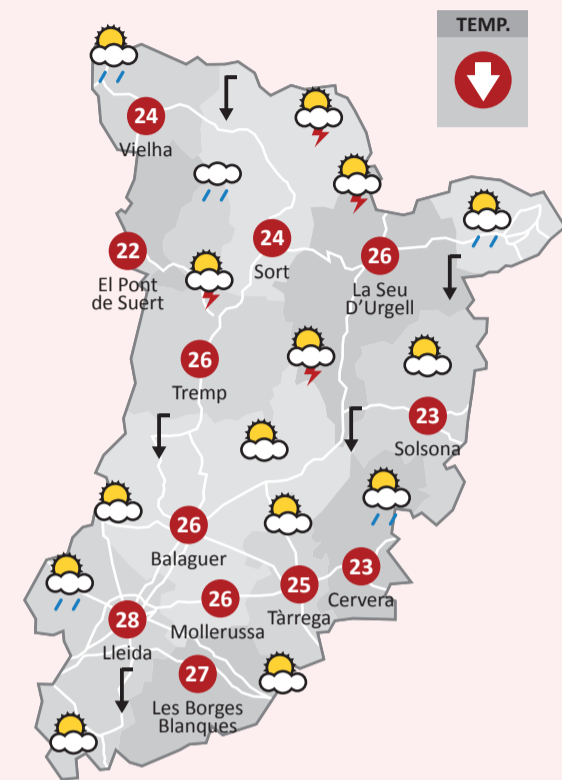 TEMP.
24
Vielha
22
El Pont
de Suert
24
Sort
26
La Seu
D’Urgell
26
Tremp
23
Solsona
26
Balaguer
23
Cervera
25
Tàrrega
26
Mollerussa
28
Lleida
27
Les Borges
Blanques